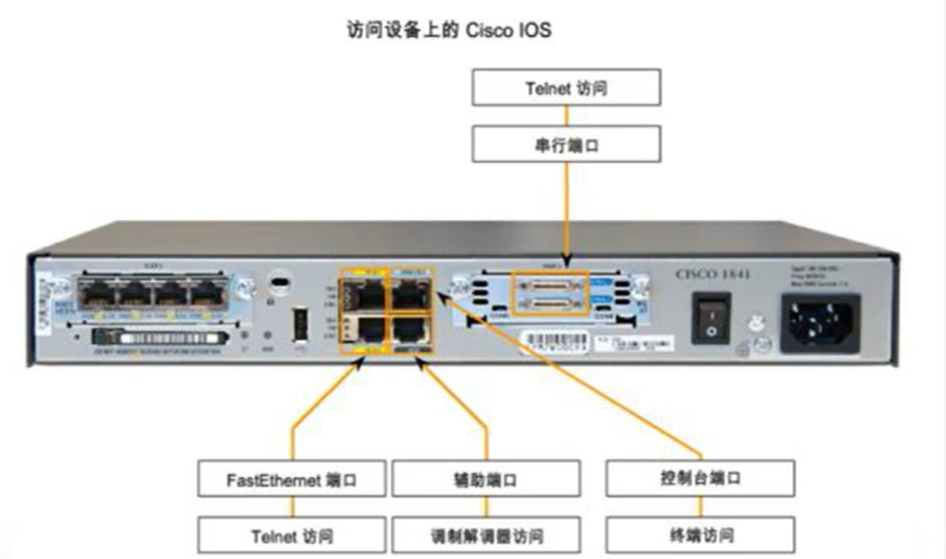 访问设备上的 Cisco IOS
Telnet 访问
串行端口
CISCO 1841
FastEthernet 端口
辅助端口
控制台端口
Telnet 访问
调制解调器访问
终端访问